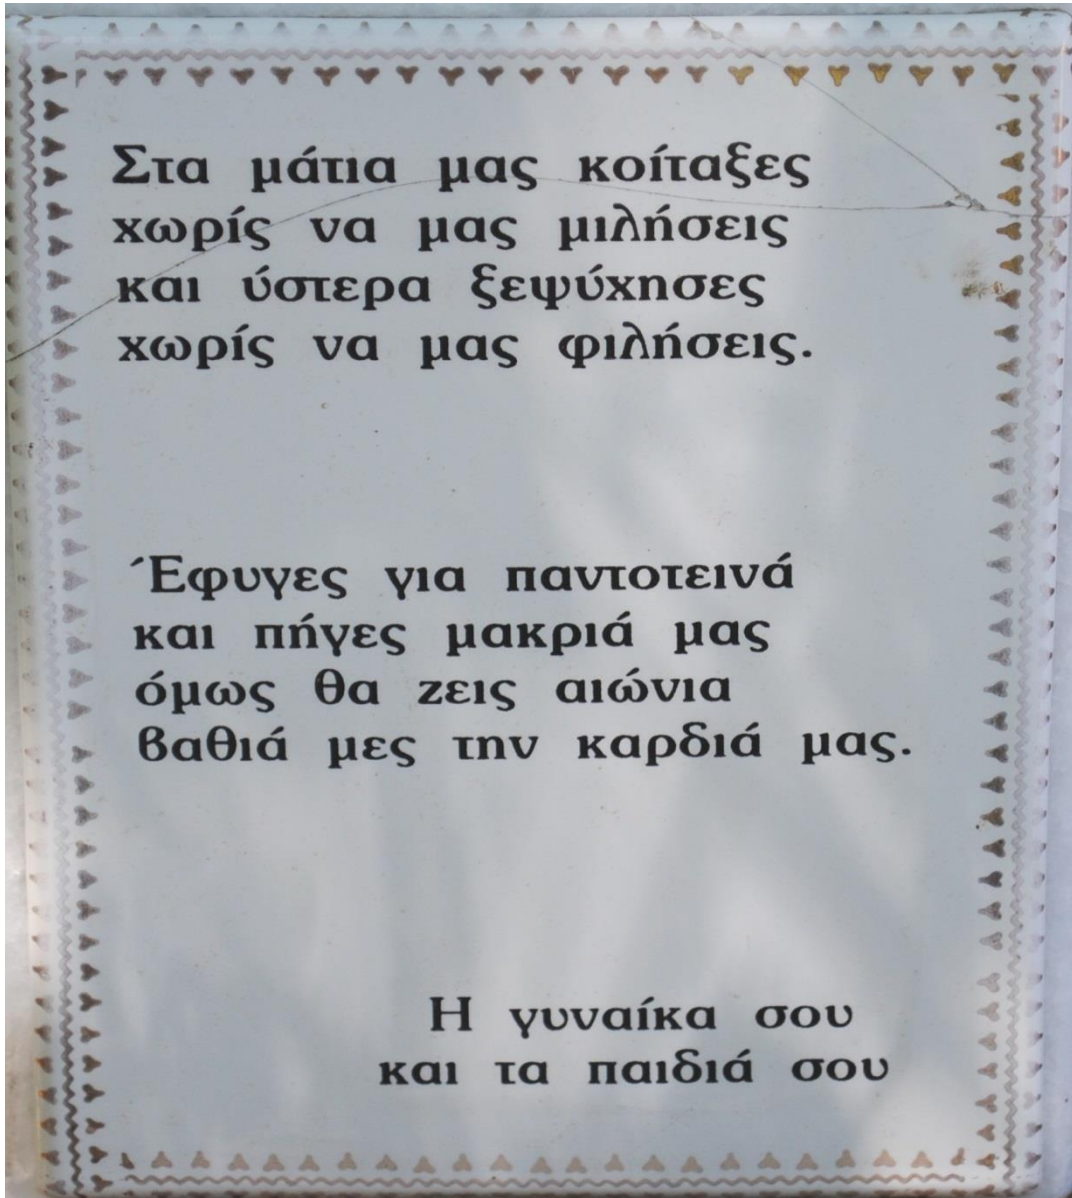 Στα μάτια μας κοίταξες
χωρίς να μας μιλήσεις
και ύστερα ξεψύχησες
χωρίς να μας φιλήσεις.
Έφυγες για παντοτεινά
και πήγες μακριά μας
όμως θα ζεις αιώνια
βαθιά μες την καρδιά μας.
Η γυναίκα σου
και τα παιδιά σου